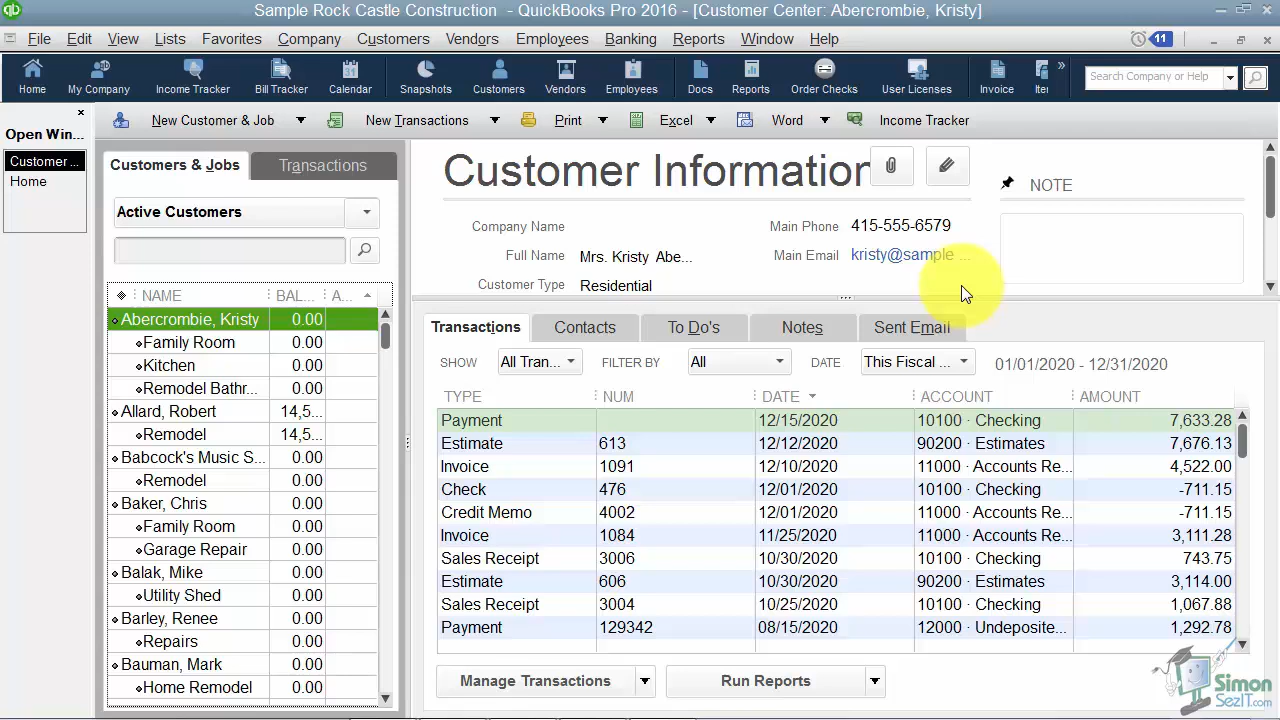 Sample Rock Castle Construction - QuickBooks Pro 2016 - [Customer Center: Abercrombie, Kristy]
File Edit View Lists Favorites Company Customers Vendors Employees Banking Reports Window Help 11
Home My Company Income Tracker Bill Tracker Calendar Snapshots Customers Vendors Employees Docs Reports Order Checks User Licenses Invoice Iter » Search Company or Help
Open Win...
Customer ...
Home
New Customer & Job New Transactions Print Excel Word Income Tracker
Customers & Jobs Transactions
Active Customers
NAME BAL... A...
Abercrombie, Kristy 0.00
Family Room 0.00
Kitchen 0.00
Remodel Bathr... 0.00
Allard, Robert 14,5...
Remodel 14,5...
Babcock's Music S... 0.00
Remodel 0.00
Baker, Chris 0.00
Family Room 0.00
Garage Repair 0.00
Balak, Mike 0.00
Utility Shed 0.00
Barley, Renee 0.00
Repairs 0.00
Bauman, Mark 0.00
Home Remodel 0.00
Customer Information
NOTE
Company Name
Main Phone 415-555-6579
Full Name Mrs. Kristy Abe...
Main Email kristy@sample ...
Customer Type Residential
Transactions Contacts To Do's Notes Sent Email
SHOW All Tran... FILTER BY All DATE This Fiscal ... 01/01/2020 - 12/31/2020
TYPE NUM DATE ACCOUNT AMOUNT
Payment 12/15/2020 10100 · Checking 7,633.28
Estimate 613 12/12/2020 90200 · Estimates 7,676.13
Invoice 1091 12/10/2020 11000 · Accounts Re... 4,522.00
Check 476 12/01/2020 10100 · Checking -711.15
Credit Memo 4002 12/01/2020 11000 · Accounts Re... -711.15
Invoice 1084 11/25/2020 11000 · Accounts Re... 3,111.28
Sales Receipt 3006 10/30/2020 10100 · Checking 743.75
Estimate 606 10/30/2020 90200 · Estimates 3,114.00
Sales Receipt 3004 10/25/2020 10100 · Checking 1,067.88
Payment 129342 08/15/2020 12000 · Undeposite... 1,292.78
Manage Transactions Run Reports
Simon
SezIT.com